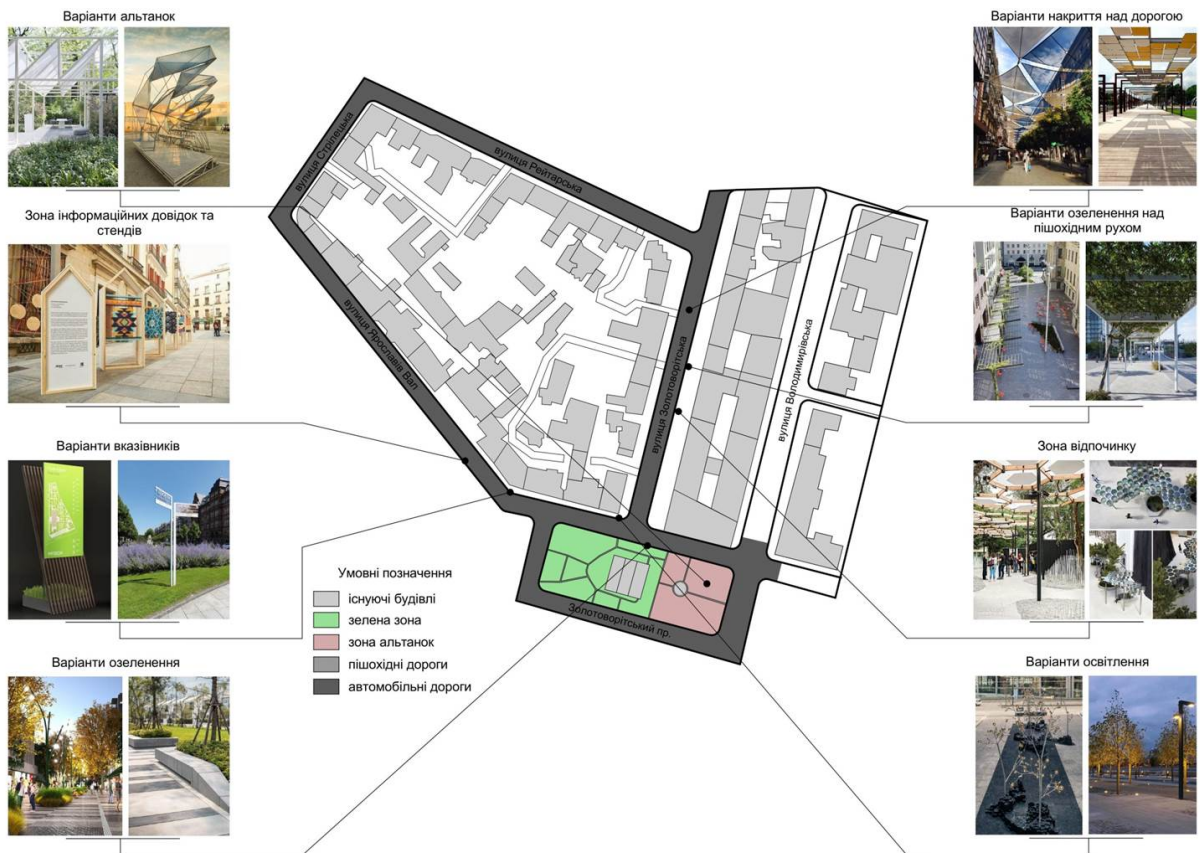 Варіанти альтанок
Зона інформаційних довідок та
стендів
Варіанти вказівників
Варіанти озеленення
вулиця Стрілецька
вулиця Рейтарська
вулиця Ярославів Вал
вулиця Золотоворітська
вулиця Володимирівська
Золотоворітський пр.
Умовні позначення
існуючі будівлі
зелена зона
зона альтанок
пішохідні дороги
автомобільні дороги
Варіанти накриття над дорогою
Варіанти озеленення над
пішохідним рухом
Зона відпочинку
Варіанти освітлення